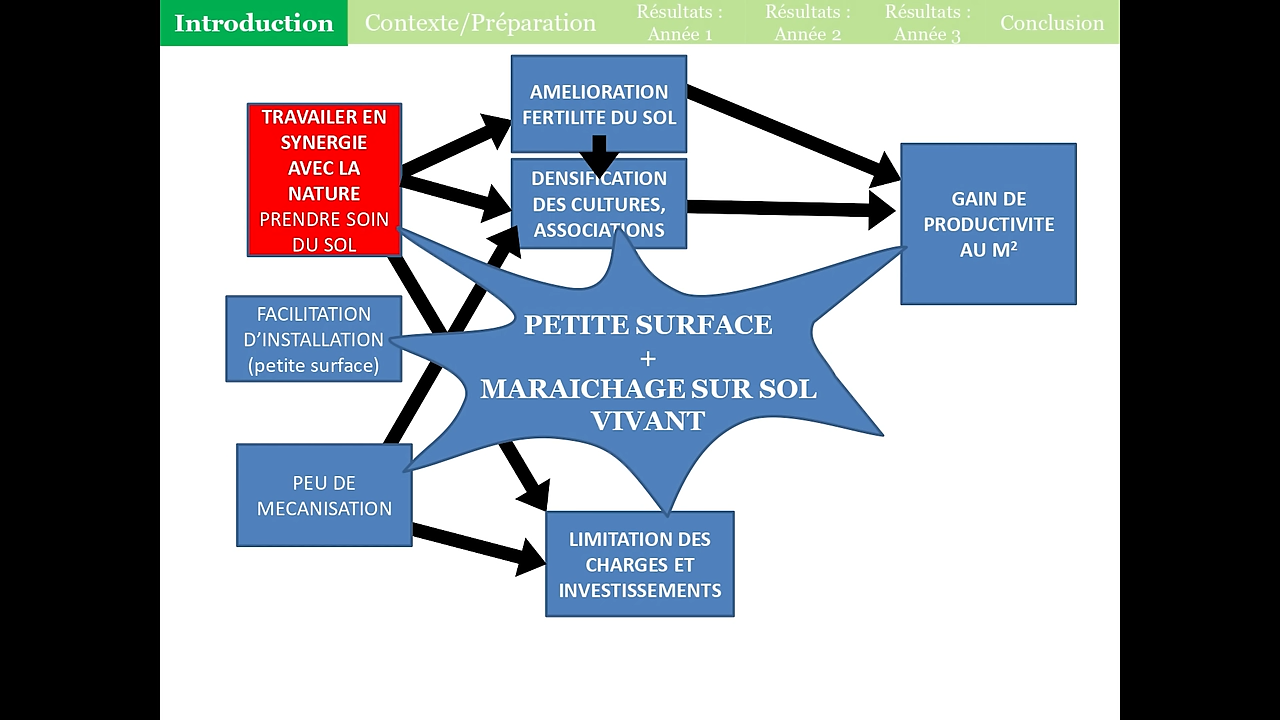 Introduction
Contexte/Préparation
Résultats :
Année 1
Résultats :
Année 2
Résultats :
Année 3
Conclusion
TRAVAILER EN
SYNERGIE
AVEC LA
NATURE
PRENDRE SOIN
DU SOL
AMELIORATION
FERTILITE DU SOL
DENSIFICATION
DES CULTURES,
ASSOCIATIONS
GAIN DE
PRODUCTIVITE
AU M²
FACILITATION
D’INSTALLATION
(petite surface)
PETITE SURFACE
+
MARAICHAGE SUR SOL
VIVANT
PEU DE
MECANISATION
LIMITATION DES
CHARGES ET
INVESTISSEMENTS